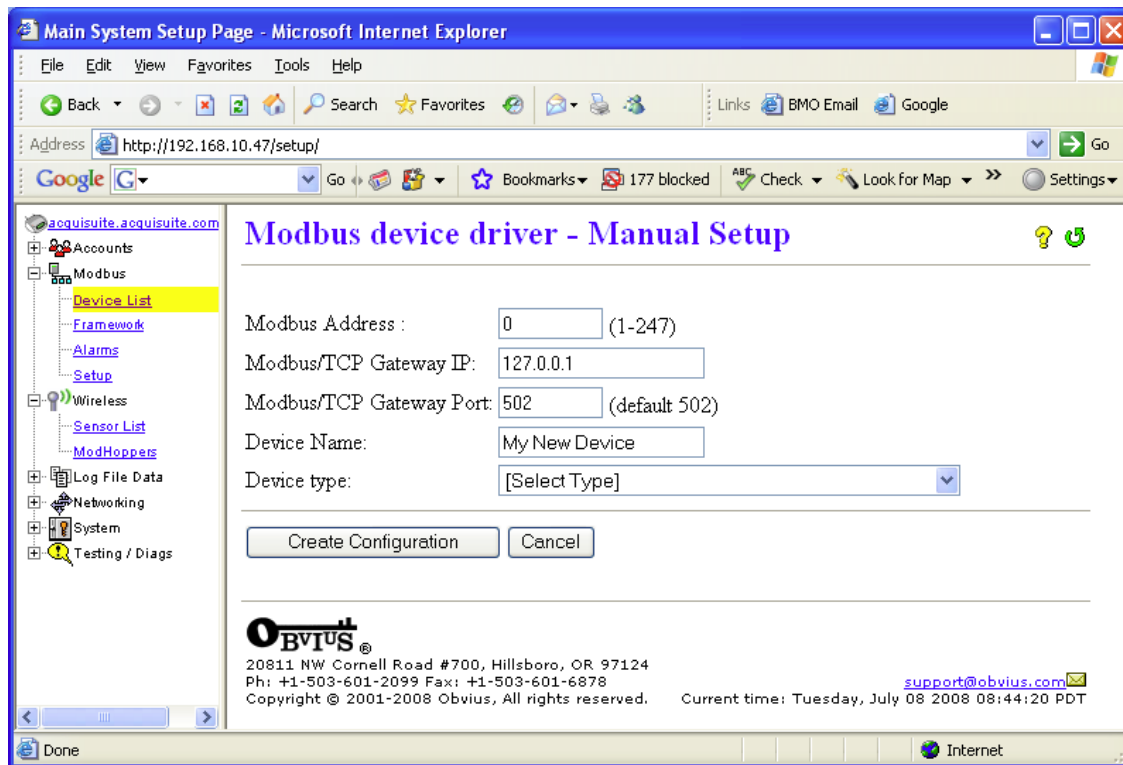 Main System Setup Page - Microsoft Internet Explorer
File Edit View Favorites Tools Help
Back Search Favorites Links BMO Email Google
Address http://192.168.10.47/setup/ Go
Google G Go Bookmarks 177 blocked ABC Check Look for Map >> Settings
acquisuite.acquisuite.com
Accounts
Modbus
Device List
Framework
Alarms
Setup
Wireless
Sensor List
ModHoppers
Log File Data
Networking
System
Testing / Diags
Modbus device driver - Manual Setup
Modbus Address : 0 (1-247)
Modbus/TCP Gateway IP: 127.0.0.1
Modbus/TCP Gateway Port: 502 (default 502)
Device Name: My New Device
Device type: [Select Type]
Create Configuration Cancel
OBVIUS ®
20811 NW Cornell Road #700, Hillsboro, OR 97124
Ph: +1-503-601-2099 Fax: +1-503-601-6878 support@obvius.com
Copyright © 2001-2008 Obvius, All rights reserved. Current time: Tuesday, July 08 2008 08:44:20 PDT
Done Internet